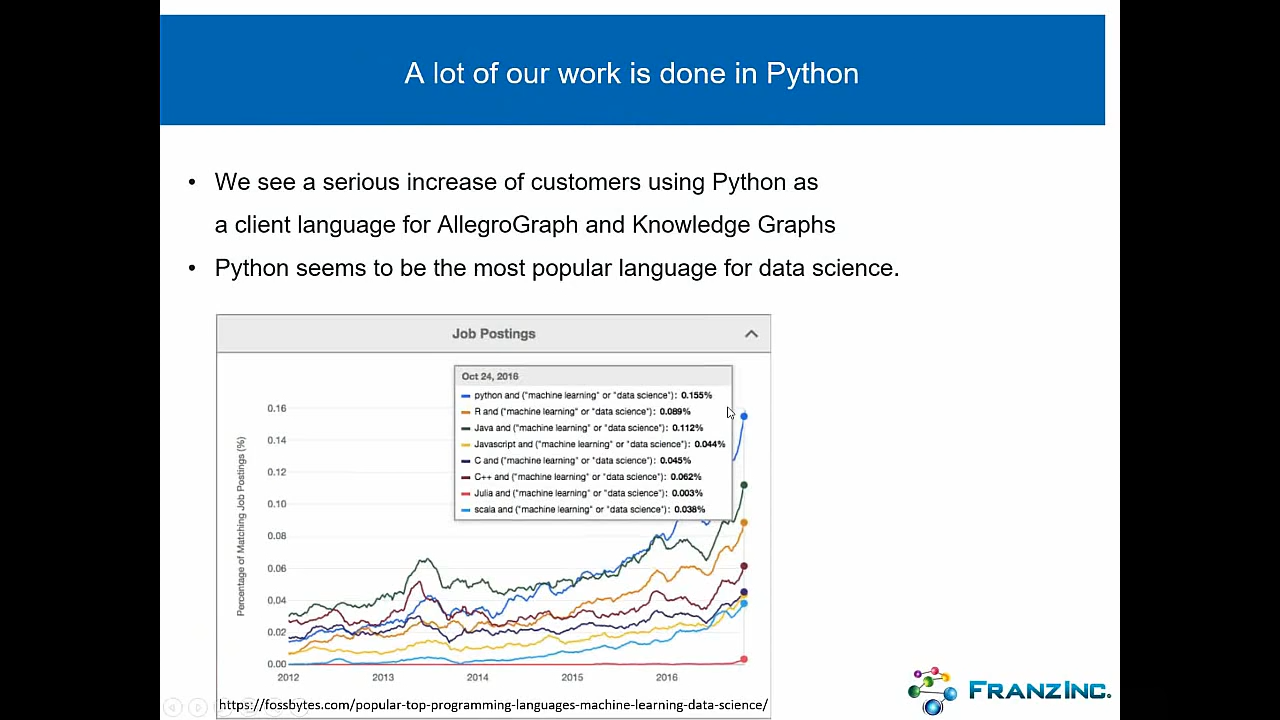 A lot of our work is done in Python
• We see a serious increase of customers using Python as
a client language for AllegroGraph and Knowledge Graphs
• Python seems to be the most popular language for data science.
Job Postings
Oct 24, 2016
python and ("machine learning" or "data science"): 0.155%
R and ("machine learning" or "data science"): 0.089%
Java and ("machine learning" or "data science"): 0.112%
Javascript and ("machine learning" or "data science"): 0.044%
C and ("machine learning" or "data science"): 0.045%
C++ and ("machine learning" or "data science"): 0.062%
Julia and ("machine learning" or "data science"): 0.003%
scala and ("machine learning" or "data science"): 0.038%
Percentage of Matching Job Postings (%)
0.16
0.14
0.12
0.10
0.08
0.06
0.04
0.02
0.00
2012 2013 2014 2015 2016
https://fossbytes.com/popular-top-programming-languages-machine-learning-data-science/
FRANZ INC.